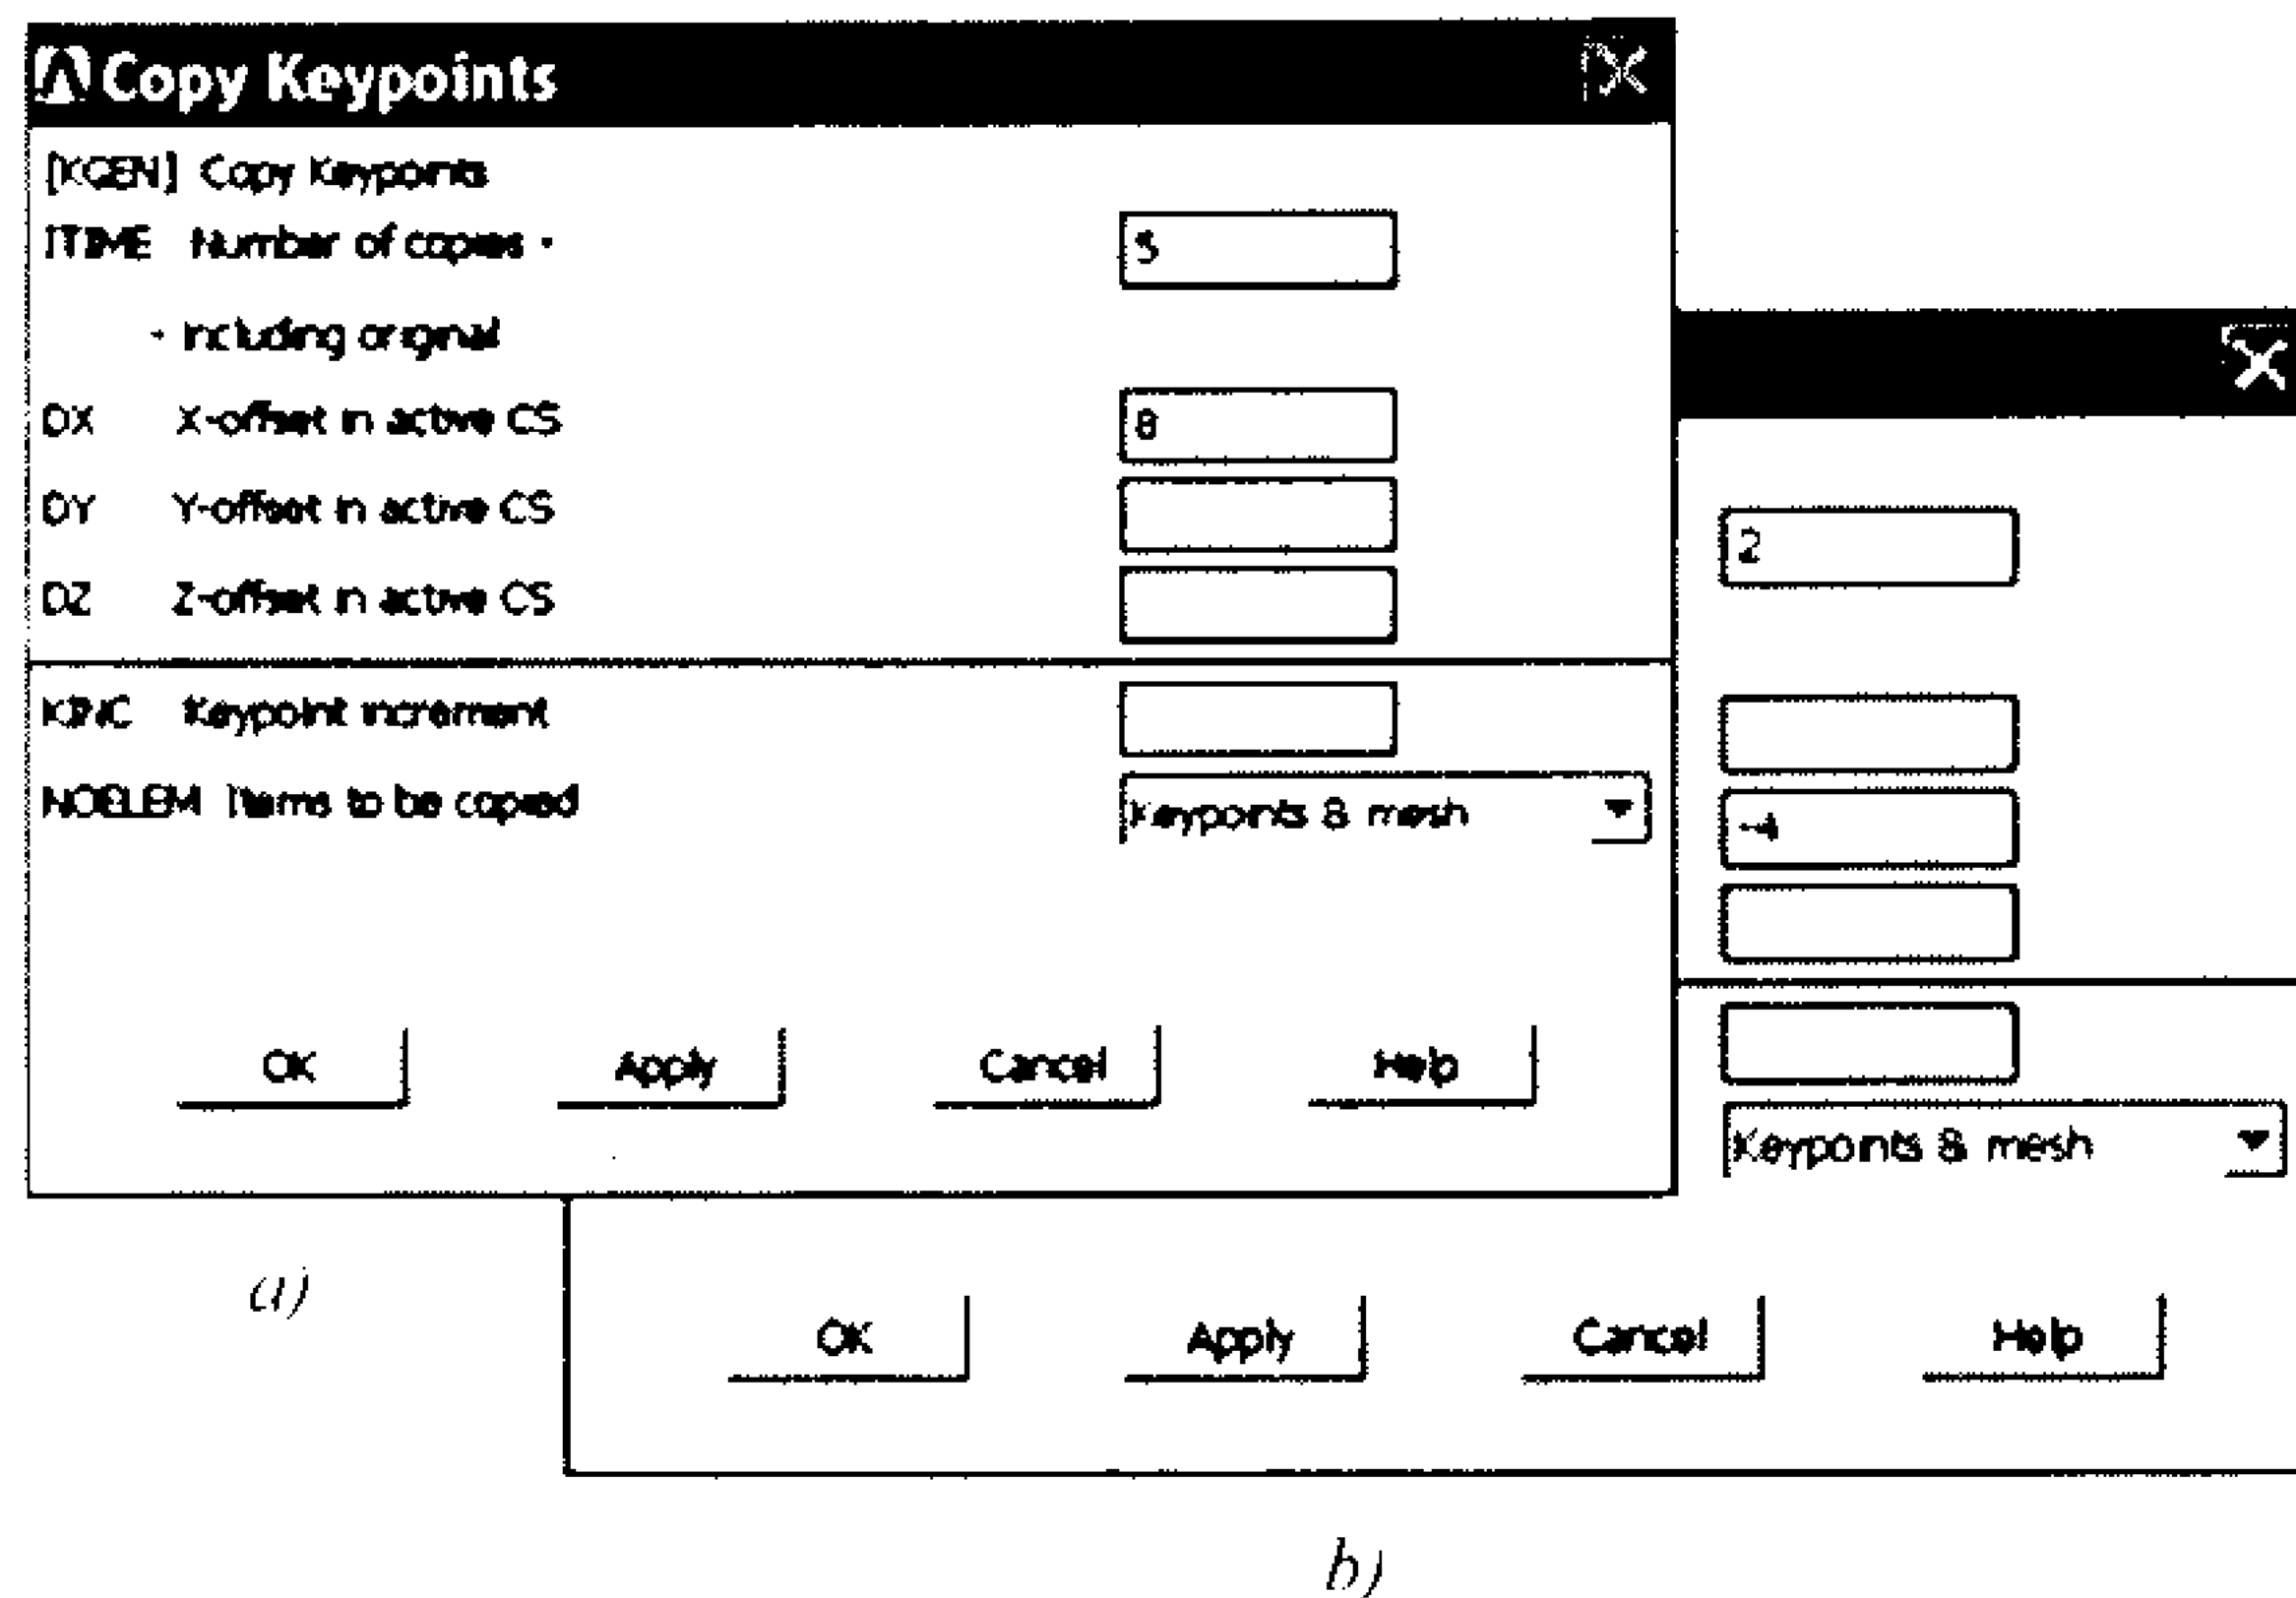 Copy Keypoints
[KGEN] Copy Keypoints
ITIME Number of copies - 5
- including original
DX X-offset in active CS 8
DY Y-offset in active CS
DZ Z-offset in active CS
KINC Keypoint increment
NOELEM Items to be copied Keypoints & mesh
OK Apply Cancel Help
a)
2
-4
Keypoints & mesh
OK Apply Cancel Help
b)